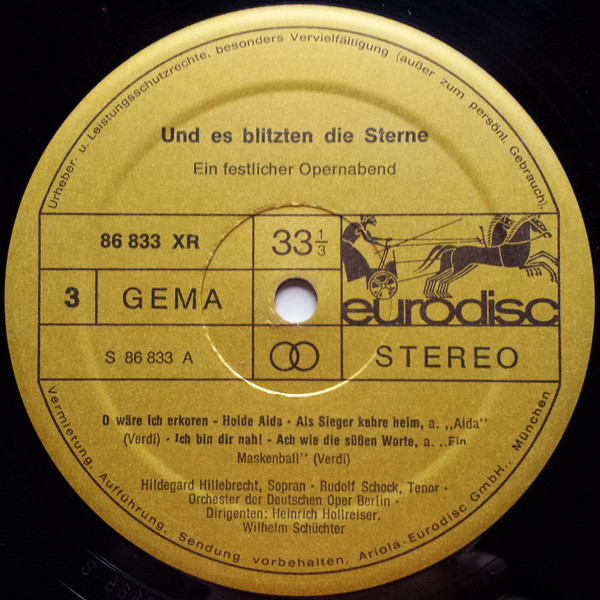 Urheber- u. Leistungsschutzrechte, besonders Vervielfältigung (außer zum persönl. Gebrauch),
Und es blitzten die Sterne
Ein festlicher Opernabend
86 833 XR
33 1/3
eurodisc
3
GEMA
S 86 833 A
STEREO
O wäre ich erkoren - Holde Aida - Als Sieger kehre heim, a. „Aida"
(Verdi) - Ich bin dir nah! - Ach wie die süßen Worte, a. „Ein
Maskenball" (Verdi)
Hildegard Hillebrecht, Sopran - Rudolf Schock, Tenor -
Orchester der Deutschen Oper Berlin -
Dirigenten: Heinrich Hollreiser,
Wilhelm Schüchter
Vermietung, Aufführung, Sendung vorbehalten. Ariola-Eurodisc GmbH., München